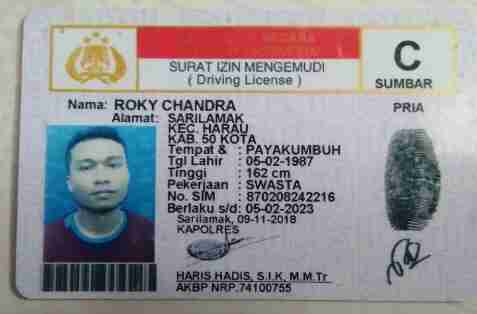 SURAT IZIN MENGEMUDI
( Driving License )
C
SUMBAR
Nama: ROKY CHANDRA
PRIA
Alamat: SARILAMAK
KEC. HARAU
KAB. 50 KOTA
Tempat & : PAYAKUMBUH
Tgl Lahir : 05-02-1987
Tinggi : 162 cm
Pekerjaan : SWASTA
No. SIM : 870208242216
Berlaku s/d : 05-02-2023
Sarilamak, 09-11-2018
KAPOLRES
HARIS HADIS, S.I.K, M.M.Tr
AKBP NRP.74100755